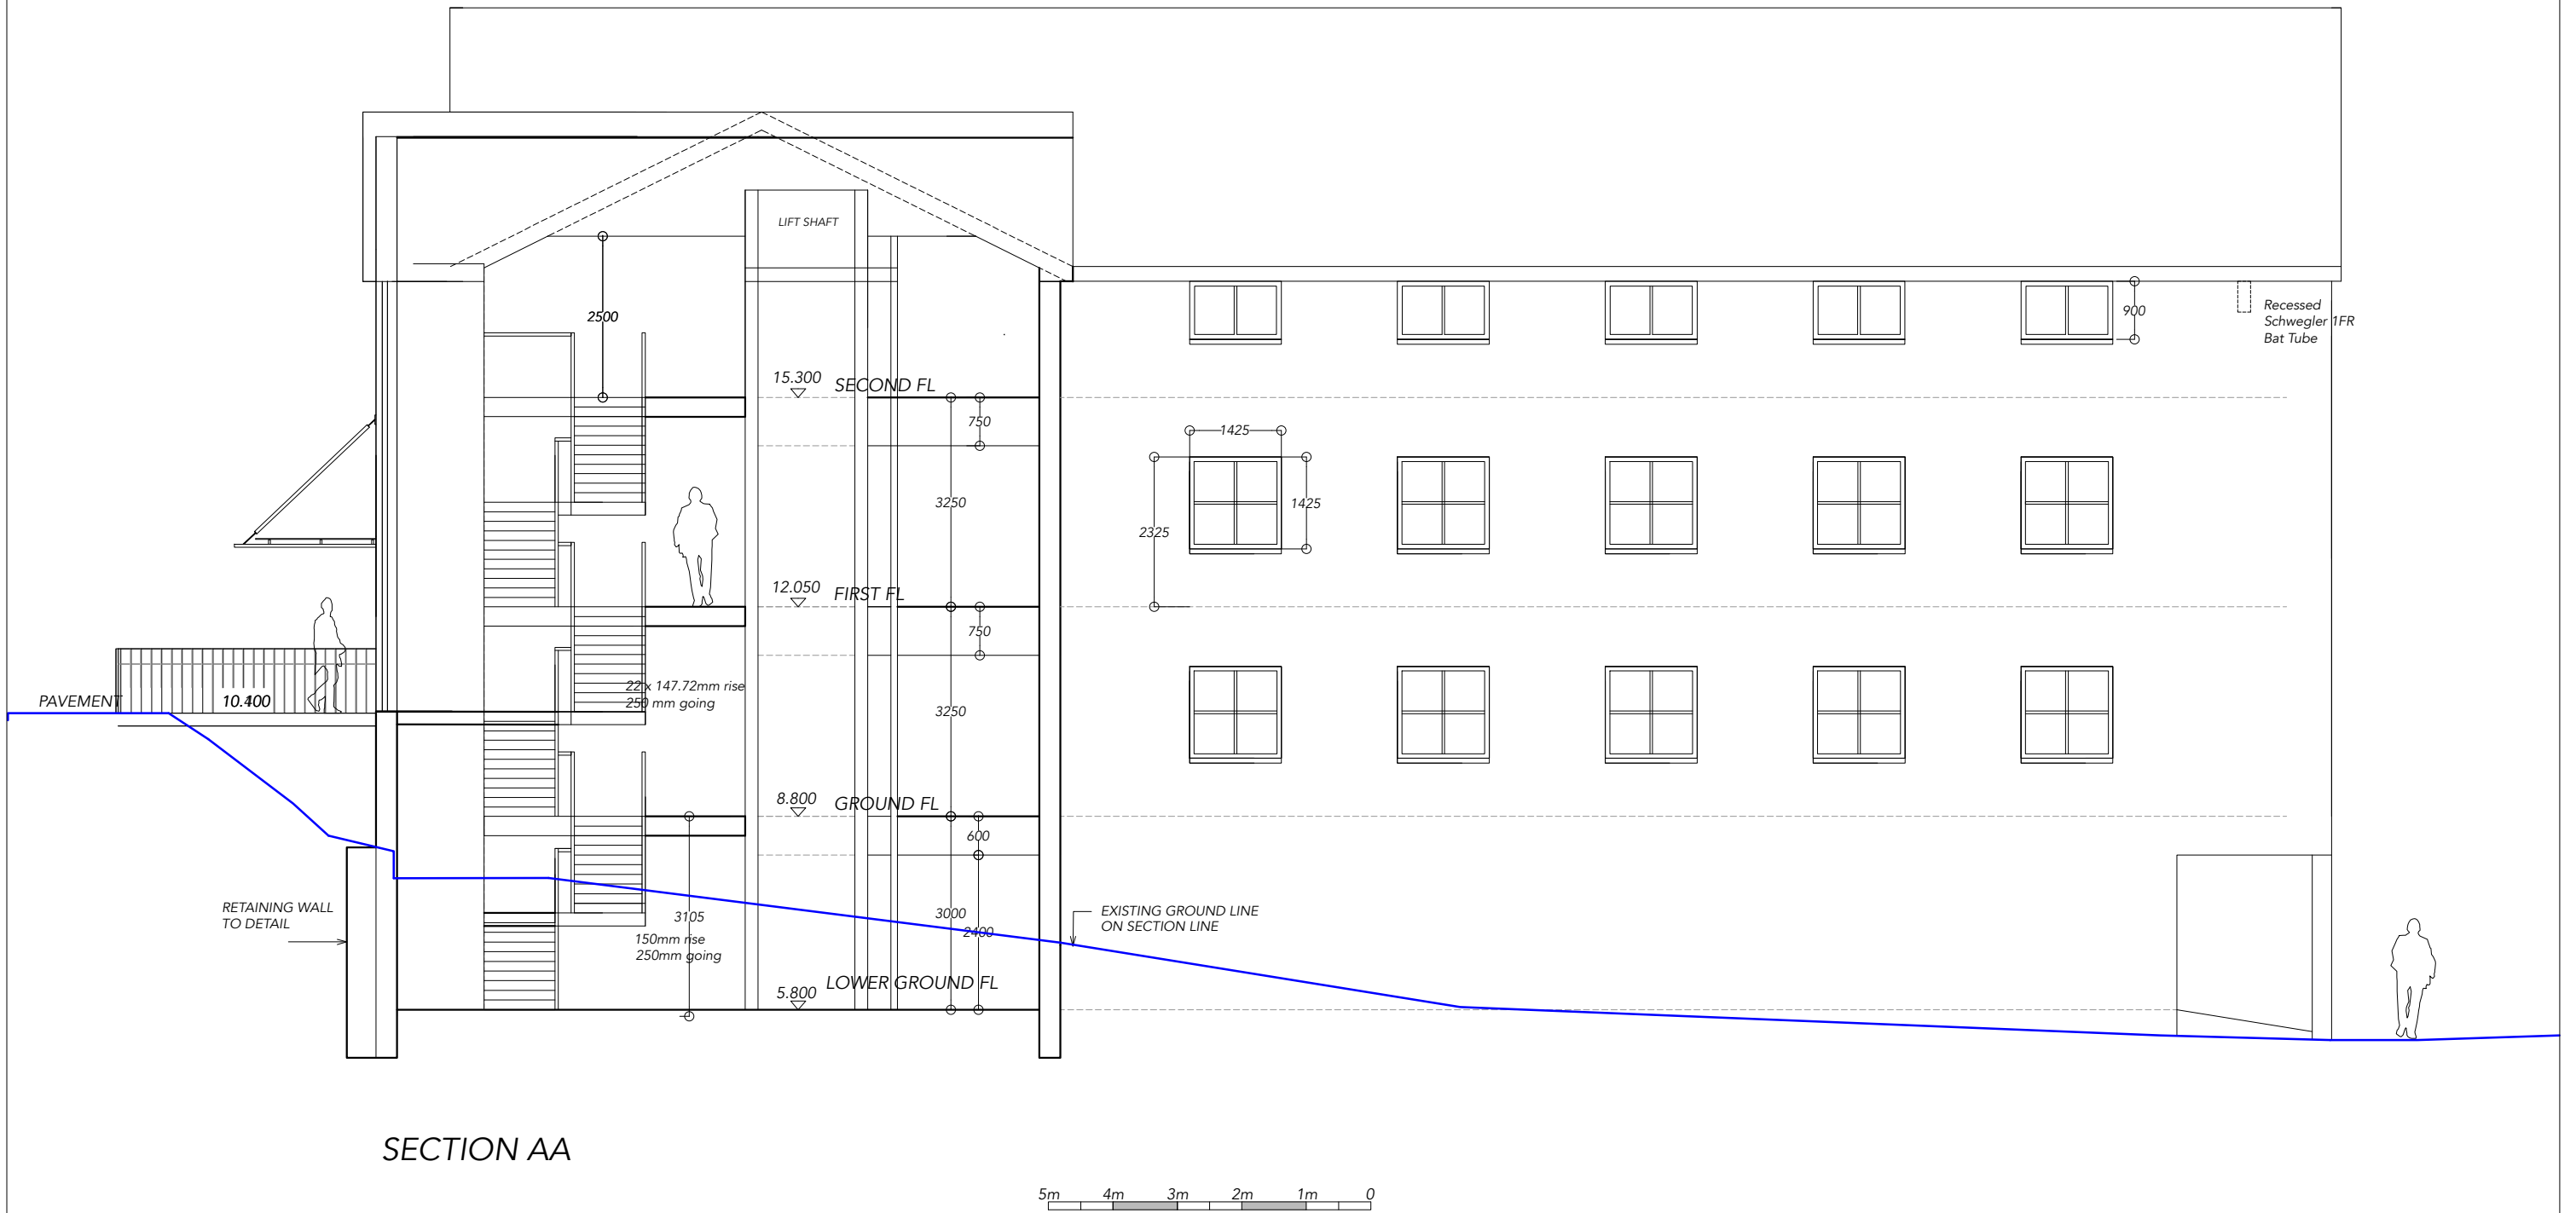 LIFT SHAFT
2500
900
Recessed
Schwegler 1FR
Bat Tube
15.300
SECOND FL
750
1425
3250
1425
2325
12.050
FIRST FL
750
22 x 147.72mm rise
250 mm going
PAVEMENT
3250
8.800
GROUND FL
600
RETAINING WALL
TO DETAIL
3105
3000
2400
EXISTING GROUND LINE
ON SECTION LINE
150mm rise
250mm going
LOWER GROUND FL
5.800
SECTION AA
5m 4m 3m 2m 1m 0